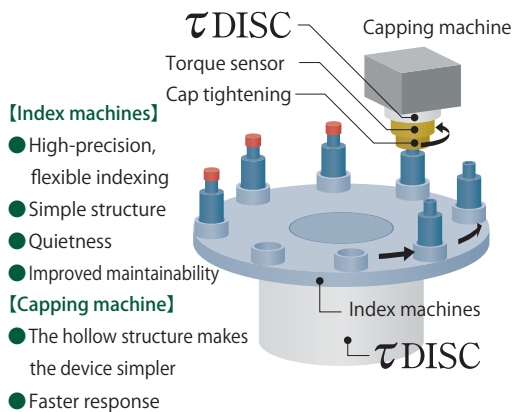 τDISC
Capping machine
Torque sensor
Cap tightening
【Index machines】
●High-precision,
flexible indexing
●Simple structure
●Quietness
●Improved maintainability
【Capping machine】
●The hollow structure makes
the device simpler
●Faster response
Index machines
τDISC